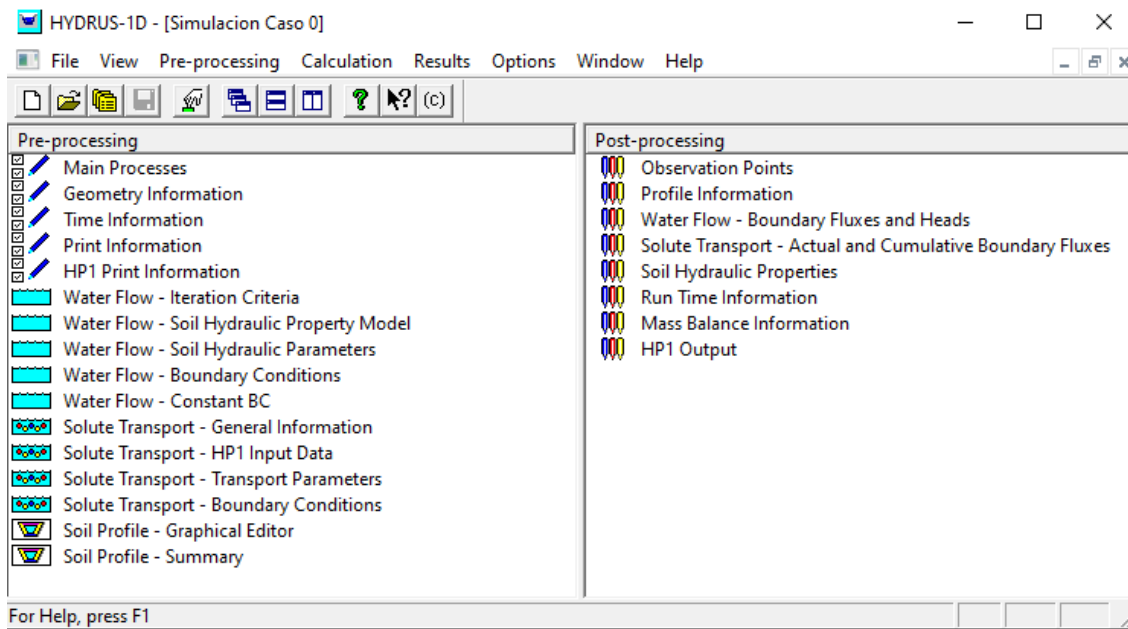 HYDRUS-1D - [Simulacion Caso 0]
File View Pre-processing Calculation Results Options Window Help
(c)
Pre-processing
Main Processes
Geometry Information
Time Information
Print Information
HP1 Print Information
Water Flow - Iteration Criteria
Water Flow - Soil Hydraulic Property Model
Water Flow - Soil Hydraulic Parameters
Water Flow - Boundary Conditions
Water Flow - Constant BC
Solute Transport - General Information
Solute Transport - HP1 Input Data
Solute Transport - Transport Parameters
Solute Transport - Boundary Conditions
Soil Profile - Graphical Editor
Soil Profile - Summary
Post-processing
Observation Points
Profile Information
Water Flow - Boundary Fluxes and Heads
Solute Transport - Actual and Cumulative Boundary Fluxes
Soil Hydraulic Properties
Run Time Information
Mass Balance Information
HP1 Output
For Help, press F1